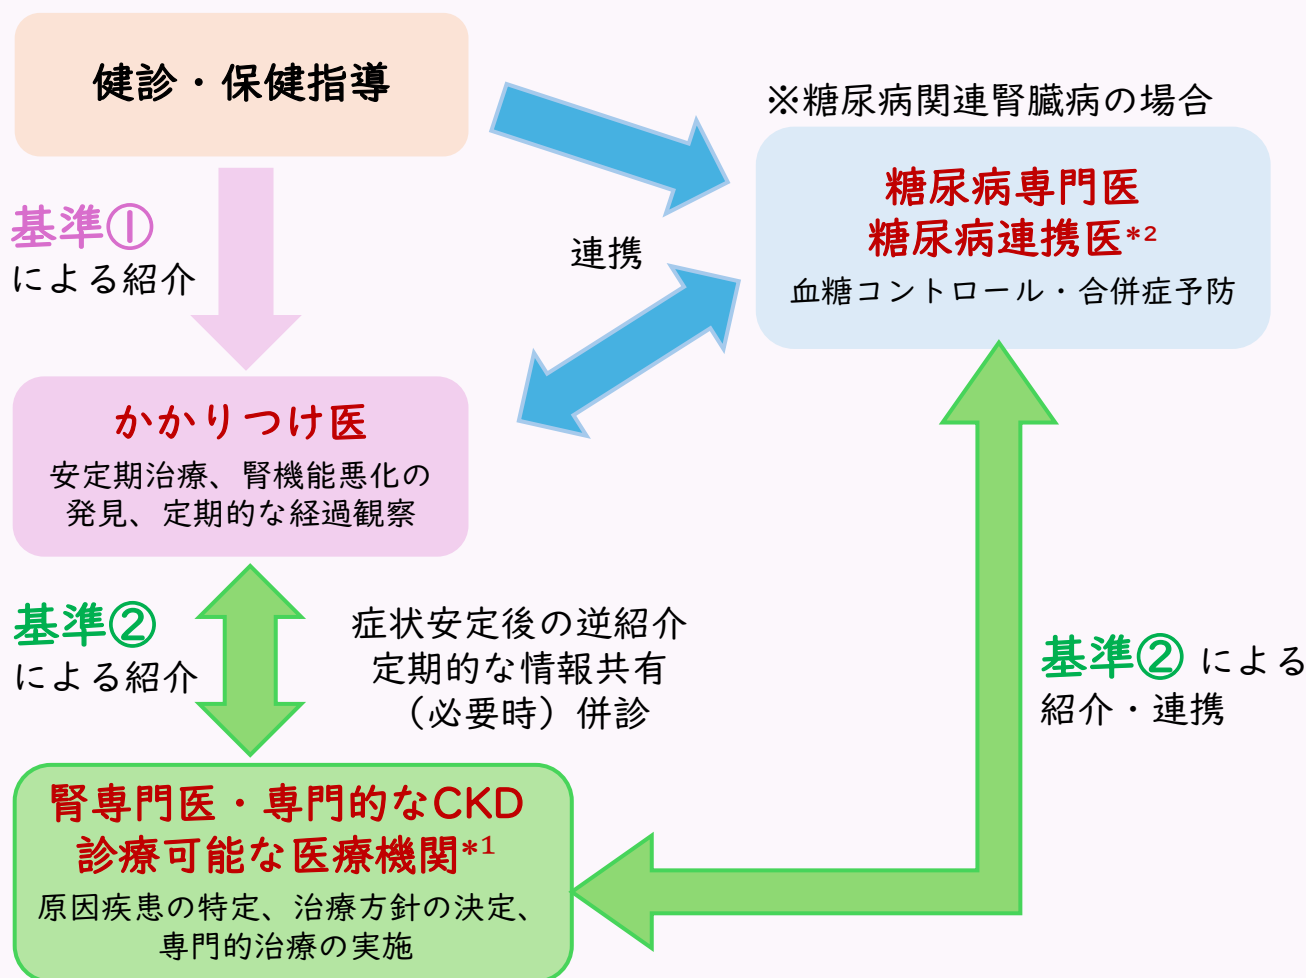 健診・保健指導
※糖尿病関連腎臓病の場合
糖尿病専門医
糖尿病連携医*2
血糖コントロール・合併症予防
基準①
による紹介
連携
かかりつけ医
安定期治療、腎機能悪化の
発見、定期的な経過観察
基準②
による紹介
症状安定後の逆紹介
定期的な情報共有
（必要時）併診
基準② による
紹介・連携
腎専門医・専門的なCKD
診療可能な医療機関*1
原因疾患の特定、治療方針の決定、
専門的治療の実施